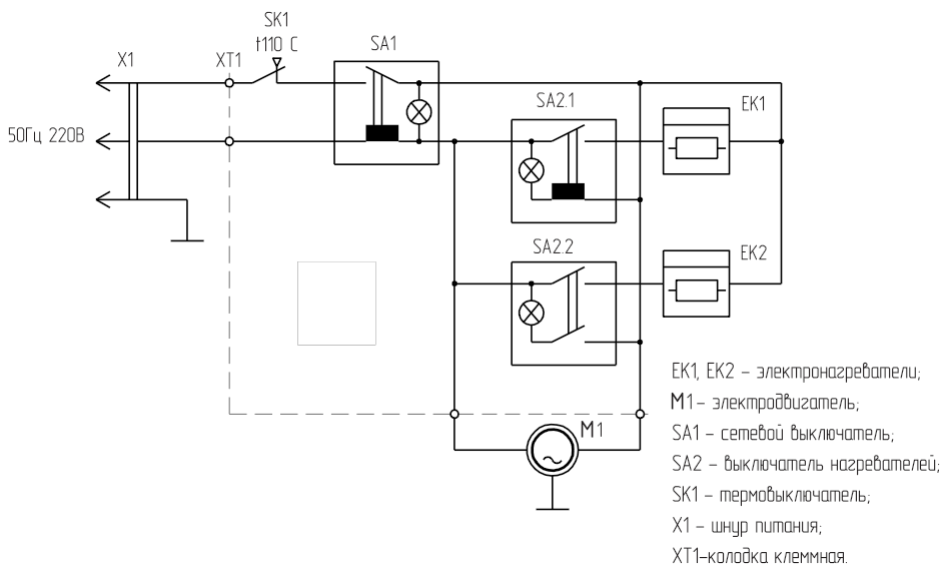 SK1
t110 C
X1
XT1
SA1
SA2.1
EK1
50Гц 220В
SA2.2
EK2
M1
EK1, EK2 – электронагреватели;
M1 – электродвигатель;
SA1 – сетевой выключатель;
SA2 – выключатель нагревателей;
SK1 – термовыключатель;
X1 – шнур питания;
XT1–колодка клеммная.